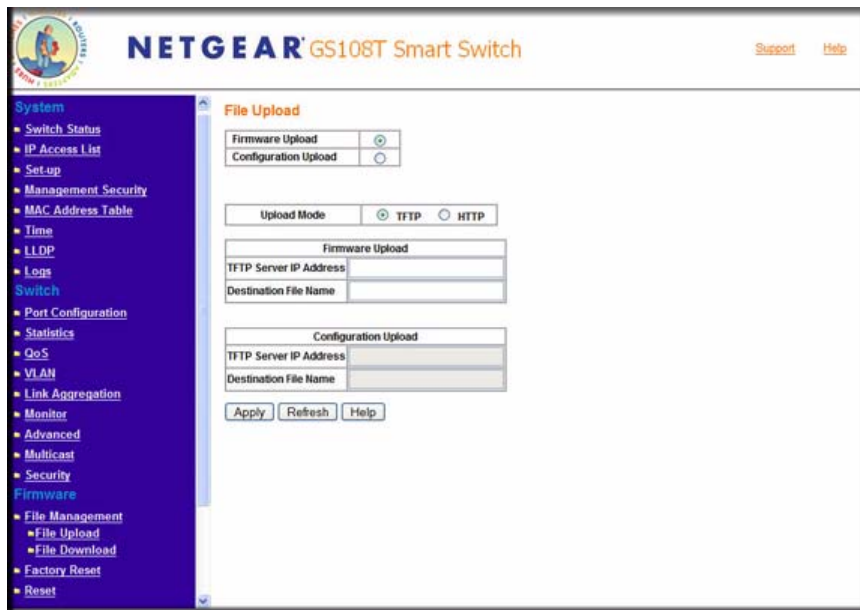 ROUTERS
NETGEAR GS108T Smart Switch
Support
Help
System
Switch Status
IP Access List
Set-up
Management Security
MAC Address Table
Time
LLDP
Logs
Switch
Port Configuration
Statistics
QoS
VLAN
Link Aggregation
Monitor
Advanced
Multicast
Security
Firmware
File Management
File Upload
File Download
Factory Reset
Reset
File Upload
Firmware Upload
Configuration Upload
Upload Mode TFTP HTTP
Firmware Upload
TFTP Server IP Address
Destination File Name
Configuration Upload
TFTP Server IP Address
Destination File Name
Apply Refresh Help